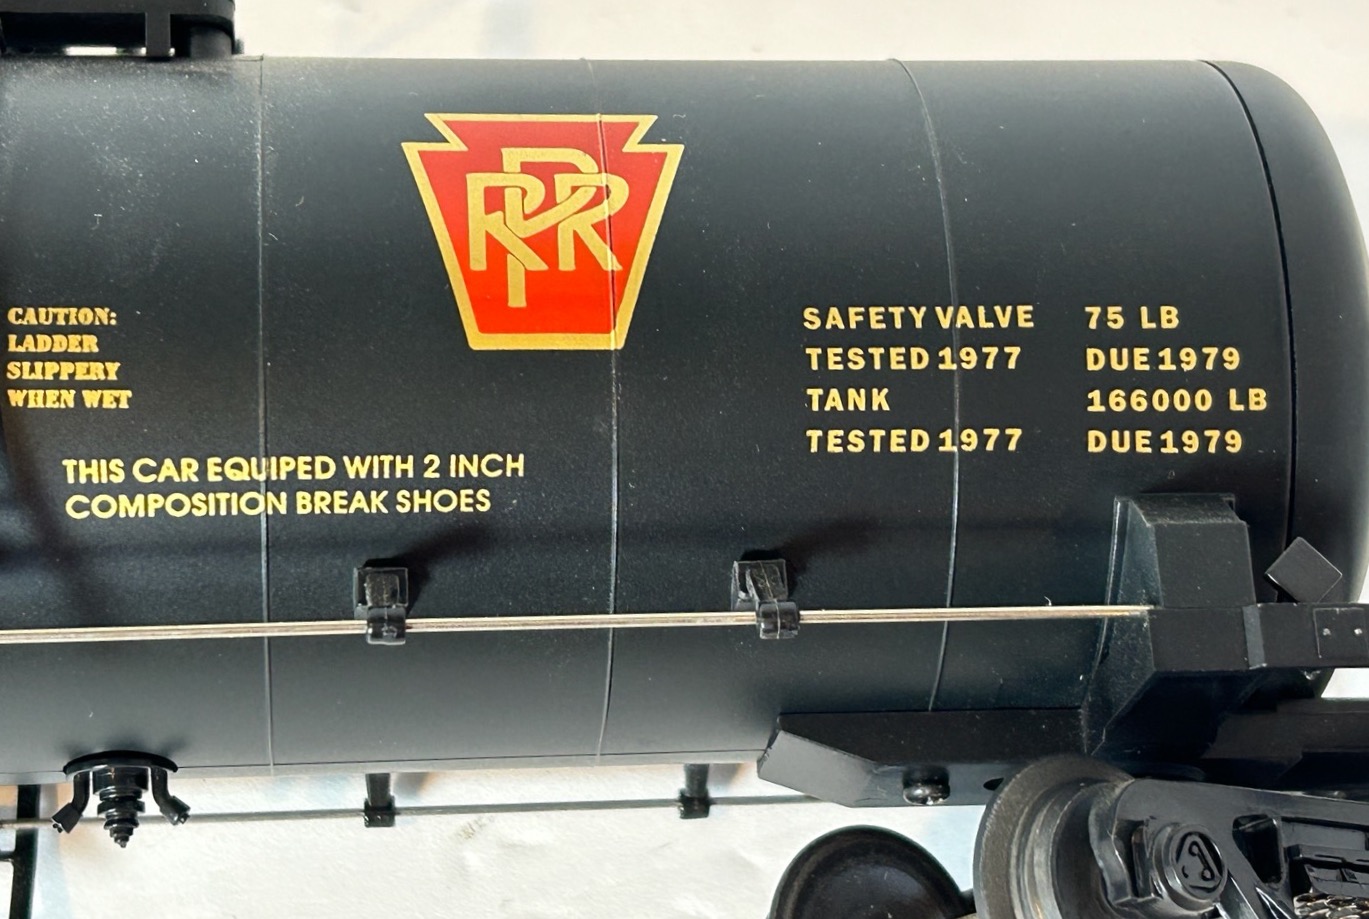 PRR
CAUTION:
LADDER
SLIPPERY
WHEN WET
THIS CAR EQUIPED WITH 2 INCH
COMPOSITION BREAK SHOES
SAFETY VALVE 75 LB
TESTED 1977 DUE 1979
TANK 166000 LB
TESTED 1977 DUE 1979